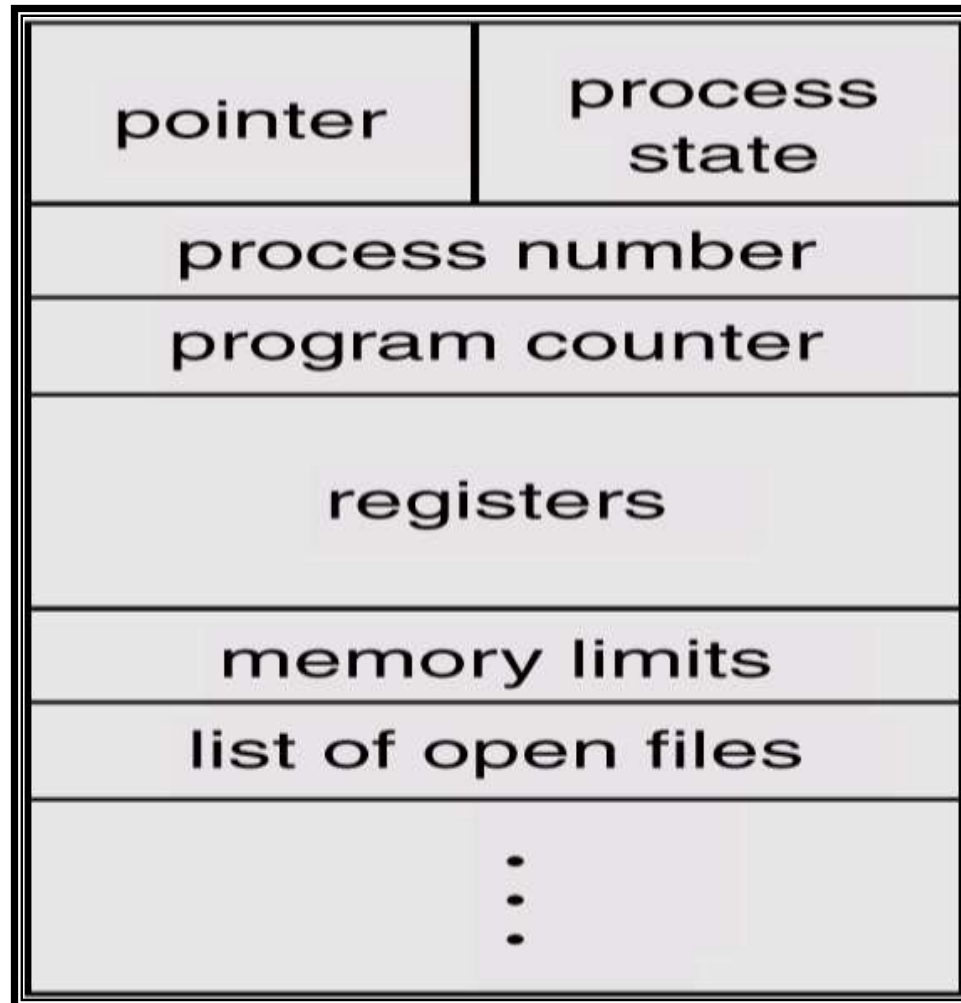 pointer
process
state
process number
program counter
registers
memory limits
list of open files